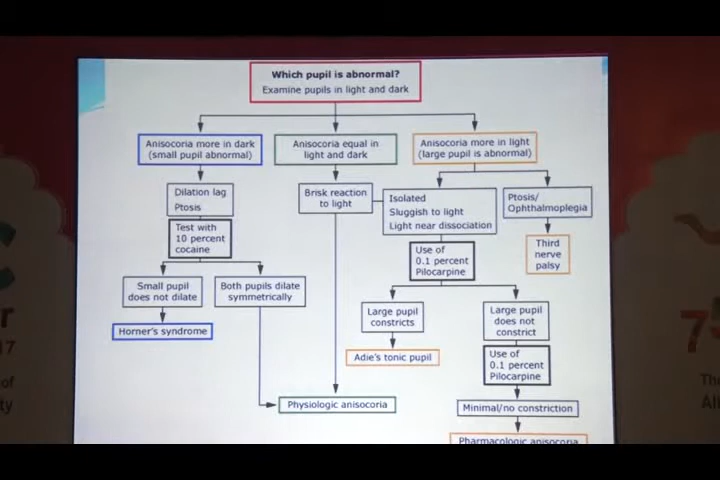 Which pupil is abnormal?
Examine pupils in light and dark
Anisocoria more in dark
(small pupil abnormal)
Anisocoria equal in
light and dark
Anisocoria more in light
(large pupil is abnormal)
Dilation lag
Ptosis
Brisk reaction
to light
Isolated
Sluggish to light
Light near dissociation
Ptosis/
Ophthalmoplegia
Test with
10 percent
cocaine
Use of
0.1 percent
Pilocarpine
Third
nerve
palsy
Small pupil
does not dilate
Both pupils dilate
symmetrically
Large pupil
constricts
Large pupil
does not
constrict
Horner's syndrome
Adie's tonic pupil
Use of
0.1 percent
Pilocarpine
Physiologic anisocoria
Minimal/no constriction
Pharmacologic anisocoria
r
17
of
ty
7